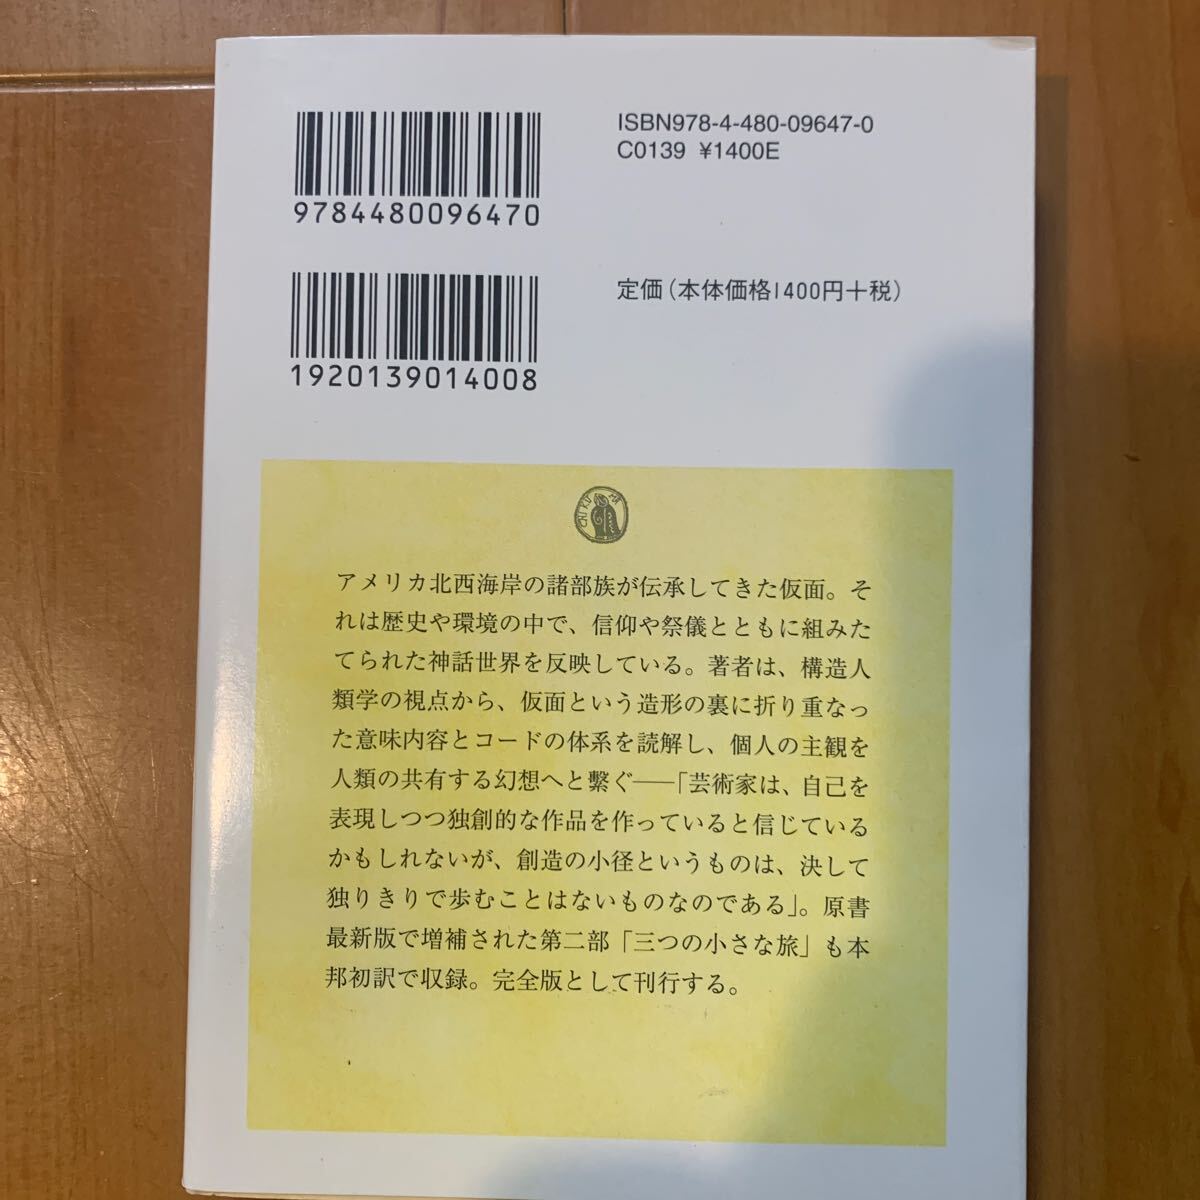 ISBN978-4-480-09647-0
C0139 ¥1400E
9784480096470
定価(本体価格1400円+税)
1920139014008
CHIKUMA
アメリカ北西海岸の諸部族が伝承してきた仮面。そ
れは歴史や環境の中で、信仰や祭儀とともに組みた
てられた神話世界を反映している。著者は、構造人
類学の視点から、仮面という造形の裏に折り重なっ
た意味内容とコードの体系を読解し、個人の主観を
人類の共有する幻想へと繫ぐ——「芸術家は、自己を
表現しつつ独創的な作品を作っていると信じている
かもしれないが、創造の小径というものは、決して
独りきりで歩むことはないものなのである」。原書
最新版で増補された第二部「三つの小さな旅」も本
邦初訳で収録。完全版として刊行する。